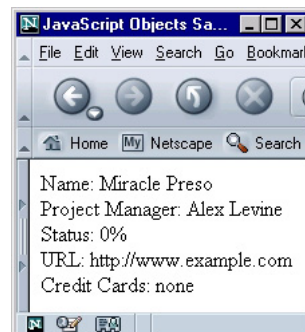 JavaScript Objects Sa...
File Edit View Search Go Bookmar
Home My Netscape Search
Name: Miracle Preso
Project Manager: Alex Levine
Status: 0%
URL: http://www.example.com
Credit Cards: none